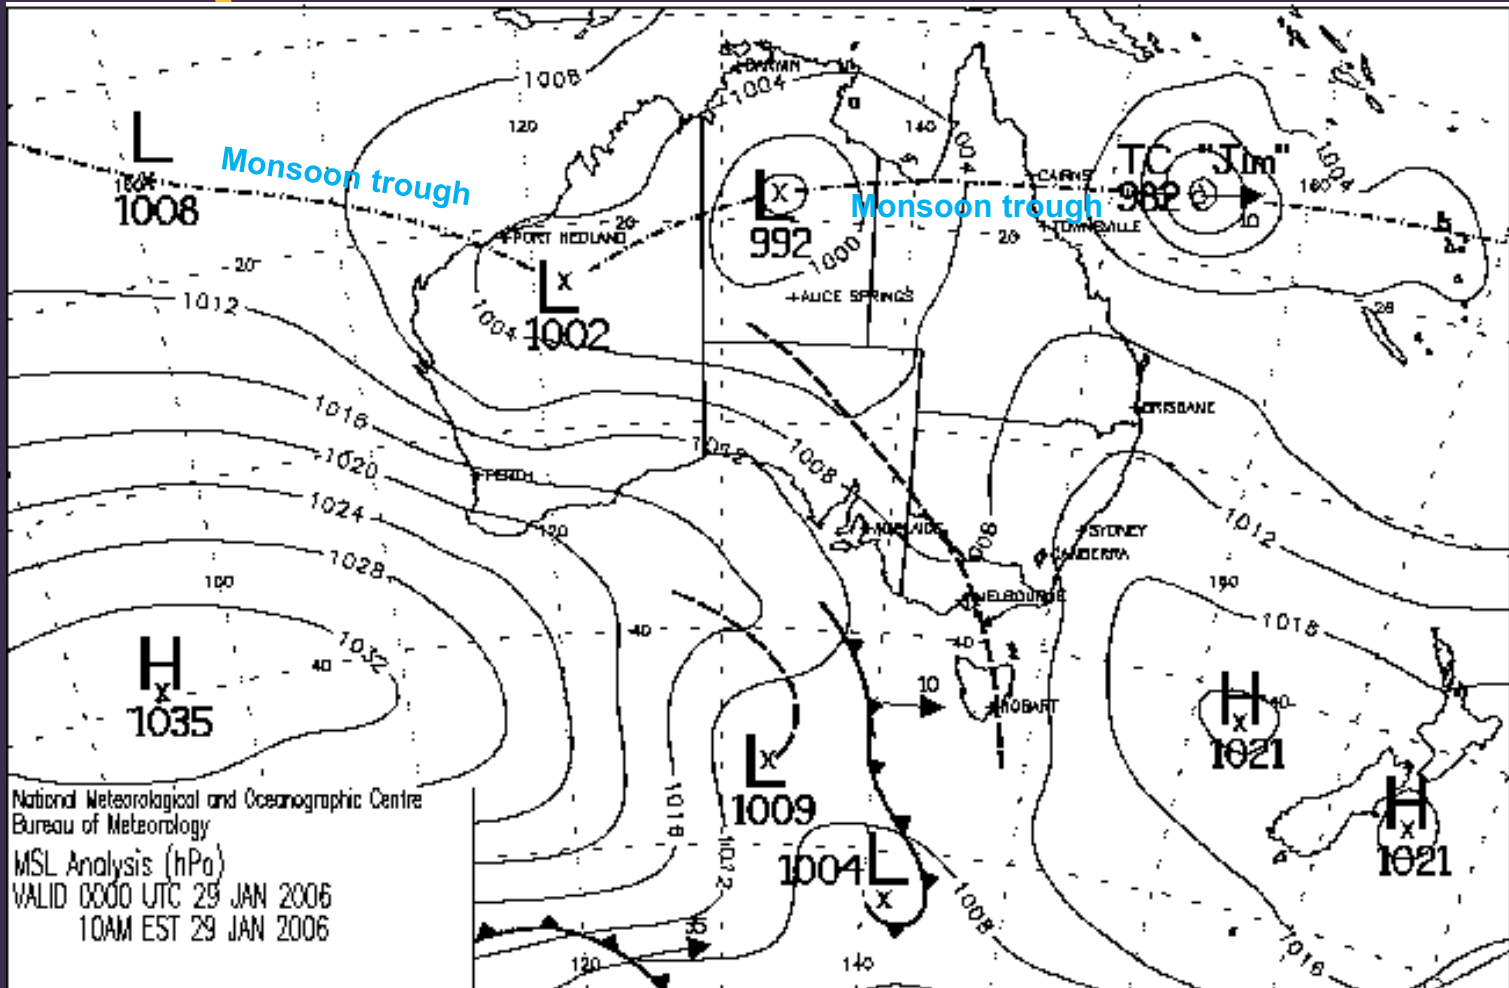 1008
DARWIN
1004
L
120
140
TC "Jim"
1004
Monsoon trough
1004
160
CAIRNS
982
1008
L
Monsoon trough
10
20
PORT HEDLAND
992
20
TOWNSVILLE
20
1000
L
ALICE SPRINGS
1012
1004
1002
1016
BRISBANE
1012
1008
1020
PERTH
1024
1012
120
ADELAIDE
SYDNEY
CANBERRA
1028
100
160
MELBOURNE
1016
40
40
1032
H
40
10
H
40
1035
HOBART
L
1021
1009
H
1016
1012
1004
L
1021
1008
35
120
140
1016
National Meteorological and Oceanographic Centre
Bureau of Meteorology
MSL Analysis (hPa)
VALID 0000 UTC 29 JAN 2006
10AM EST 29 JAN 2006